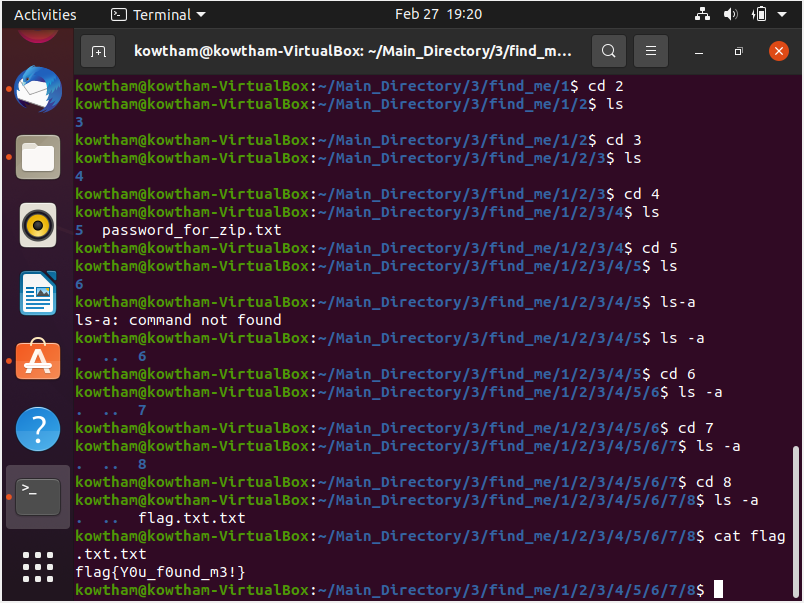 Activities
Terminal
Feb 27 19:20
kowtham@kowtham-VirtualBox: ~/Main_Directory/3/find_m...
kowtham@kowtham-VirtualBox:~/Main_Directory/3/find_me/1$ cd 2
kowtham@kowtham-VirtualBox:~/Main_Directory/3/find_me/1/2$ ls
3
kowtham@kowtham-VirtualBox:~/Main_Directory/3/find_me/1/2$ cd 3
kowtham@kowtham-VirtualBox:~/Main_Directory/3/find_me/1/2/3$ ls
4
kowtham@kowtham-VirtualBox:~/Main_Directory/3/find_me/1/2/3$ cd 4
kowtham@kowtham-VirtualBox:~/Main_Directory/3/find_me/1/2/3/4$ ls
5  password_for_zip.txt
kowtham@kowtham-VirtualBox:~/Main_Directory/3/find_me/1/2/3/4$ cd 5
kowtham@kowtham-VirtualBox:~/Main_Directory/3/find_me/1/2/3/4/5$ ls
6
kowtham@kowtham-VirtualBox:~/Main_Directory/3/find_me/1/2/3/4/5$ ls-a
ls-a: command not found
kowtham@kowtham-VirtualBox:~/Main_Directory/3/find_me/1/2/3/4/5$ ls -a
.  ..  6
kowtham@kowtham-VirtualBox:~/Main_Directory/3/find_me/1/2/3/4/5$ cd 6
kowtham@kowtham-VirtualBox:~/Main_Directory/3/find_me/1/2/3/4/5/6$ ls -a
.  ..  7
kowtham@kowtham-VirtualBox:~/Main_Directory/3/find_me/1/2/3/4/5/6$ cd 7
kowtham@kowtham-VirtualBox:~/Main_Directory/3/find_me/1/2/3/4/5/6/7$ ls -a
.  ..  8
kowtham@kowtham-VirtualBox:~/Main_Directory/3/find_me/1/2/3/4/5/6/7$ cd 8
kowtham@kowtham-VirtualBox:~/Main_Directory/3/find_me/1/2/3/4/5/6/7/8$ ls -a
.  ..  flag.txt.txt
kowtham@kowtham-VirtualBox:~/Main_Directory/3/find_me/1/2/3/4/5/6/7/8$ cat flag
.txt.txt
flag{Y0u_f0und_m3!}
kowtham@kowtham-VirtualBox:~/Main_Directory/3/find_me/1/2/3/4/5/6/7/8$